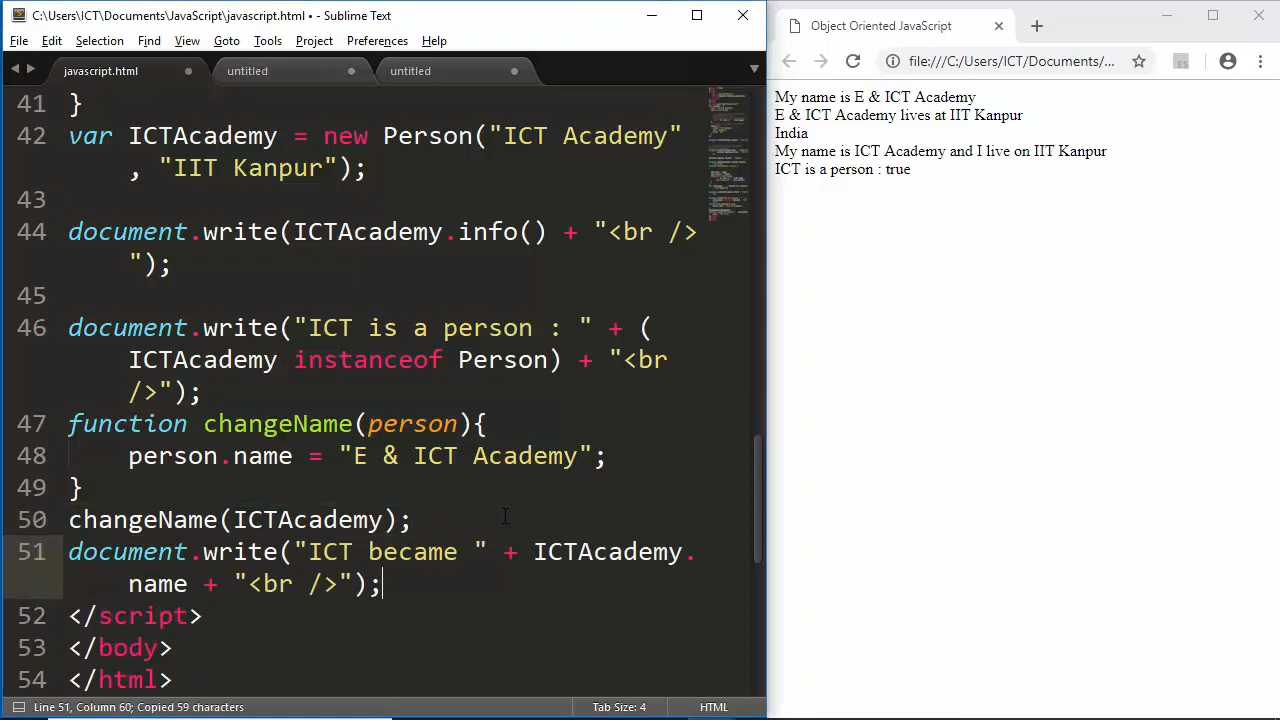 C:\Users\ICT\Documents\JavaScript\javascript.html • - Sublime Text
File Edit Selection Find View Goto Tools Project Preferences Help
javascript.html untitled untitled
41 }
42 var ICTAcademy = new Person("ICT Academy"
, "IIT Kanpur");
43
44 document.write(ICTAcademy.info() + "<br />
");
45
46 document.write("ICT is a person : " + (
ICTAcademy instanceof Person) + "<br
/>");
47 function changeName(person){
48 person.name = "E & ICT Academy";
49 }
50 changeName(ICTAcademy);
51 document.write("ICT became " + ICTAcademy.
name + "<br />");
52 </script>
53 </body>
54 </html>
Line 51, Column 60; Copied 59 characters Tab Size: 4 HTML
Object Oriented JavaScript
file:///C:/Users/ICT/Documents/... ES
My name is E & ICT Academy
E & ICT Academy lives at IIT Kanpur
India
My name is ICT Academy and I live on IIT Kanpur
ICT is a person : true